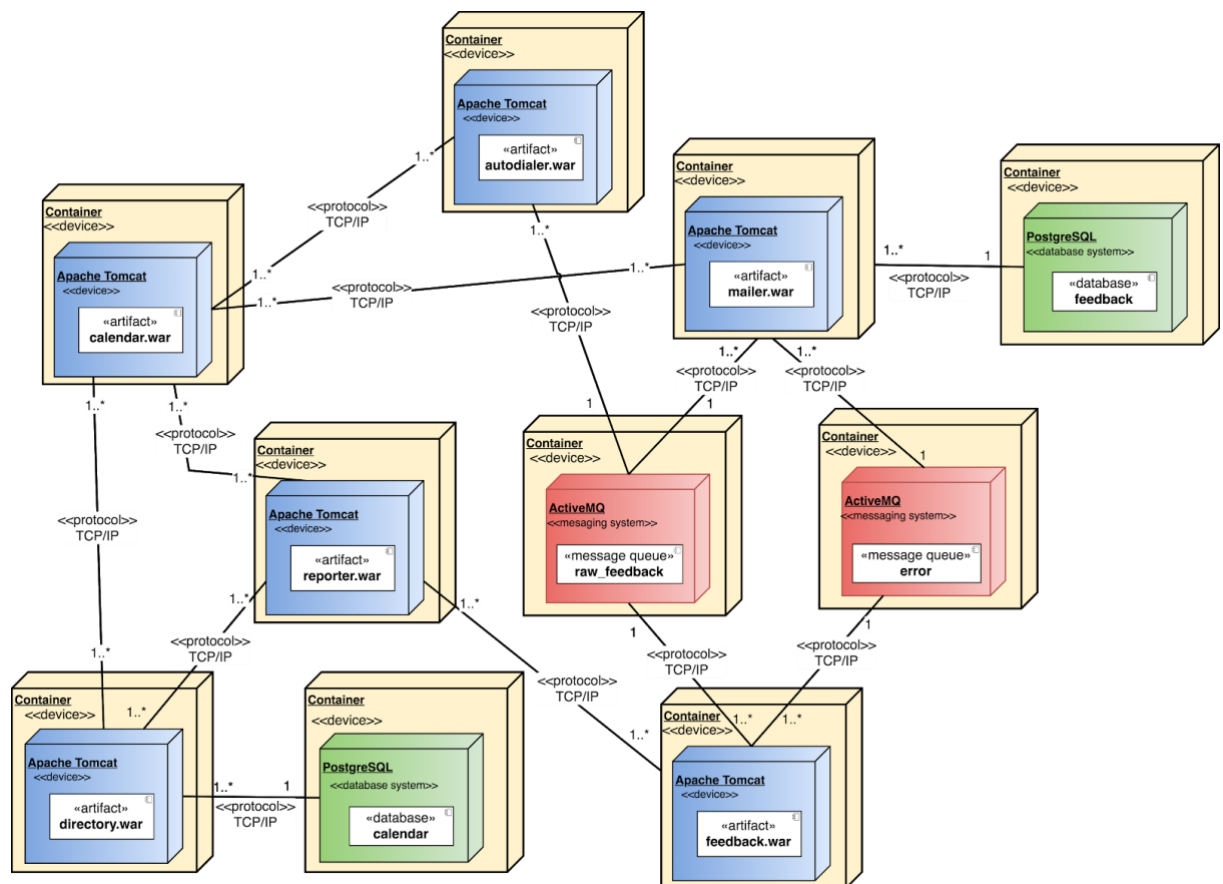 Container
<<device>>
Apache Tomcat
<<device>>
«artifact»
autodialer.war
1..*
1..*
<<protocol>>
TCP/IP
1..*
Container
<<device>>
Apache Tomcat
<<device>>
«artifact»
mailer.war
Container
<<device>>
PostgreSQL
<<database system>>
«database»
feedback
1..*
1
<<protocol>>
TCP/IP
Container
<<device>>
Apache Tomcat
<<device>>
«artifact»
calendar.war
1..*
<<protocol>>
TCP/IP
1..*
<<protocol>>
TCP/IP
1
1..*
<<protocol>>
TCP/IP
1
1..*
<<protocol>>
TCP/IP
1
1..*
1..*
<<protocol>>
TCP/IP
1..*
Container
<<device>>
Apache Tomcat
<<device>>
«artifact»
reporter.war
Container
<<device>>
ActiveMQ
<<mesaging system>>
«message queue»
raw_feedback
Container
<<device>>
ActiveMQ
<<messaging system>>
«message queue»
error
<<protocol>>
TCP/IP
1..*
1..*
<<protocol>>
TCP/IP
1..*
1..*
<<protocol>>
TCP/IP
1..*
1
<<protocol>>
TCP/IP
1..*
1
<<protocol>>
TCP/IP
1..*
Container
<<device>>
Apache Tomcat
<<device>>
«artifact»
directory.war
1..*
1
<<protocol>>
TCP/IP
Container
<<device>>
PostgreSQL
<<database system>>
«database»
calendar
Container
<<device>>
Apache Tomcat
<<device>>
«artifact»
feedback.war